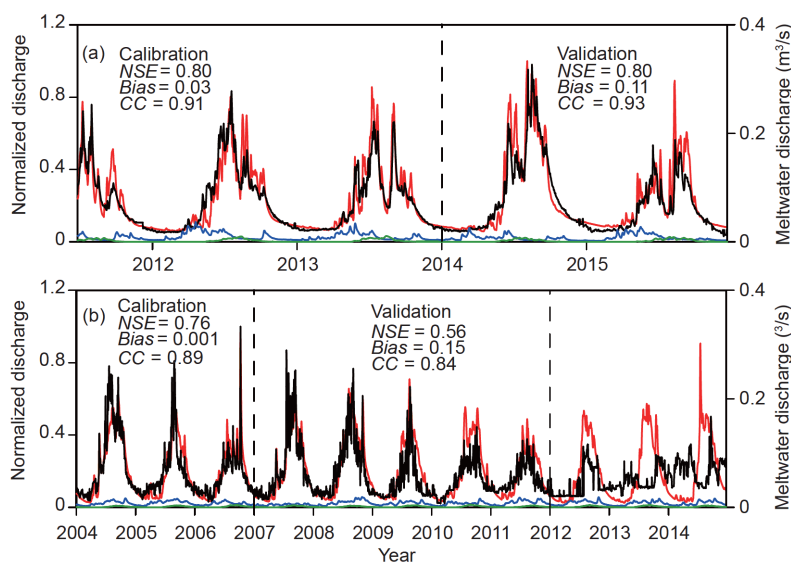 1.2
0.8
0.4
0
Normalized discharge
(a)
Calibration
NSE = 0.80
Bias = 0.03
CC = 0.91
Validation
NSE = 0.80
Bias = 0.11
CC = 0.93
0.4
0.2
0
Meltwater discharge (m³/s)
2012
2013
2014
2015
1.2
0.8
0.4
0
Normalized discharge
(b)
Calibration
NSE = 0.76
Bias = 0.001
CC = 0.89
Validation
NSE = 0.56
Bias = 0.15
CC = 0.84
0.4
0.2
0
Meltwater discharge (³/s)
2004
2005
2006
2007
2008
2009
2010
2011
2012
2013
2014
Year